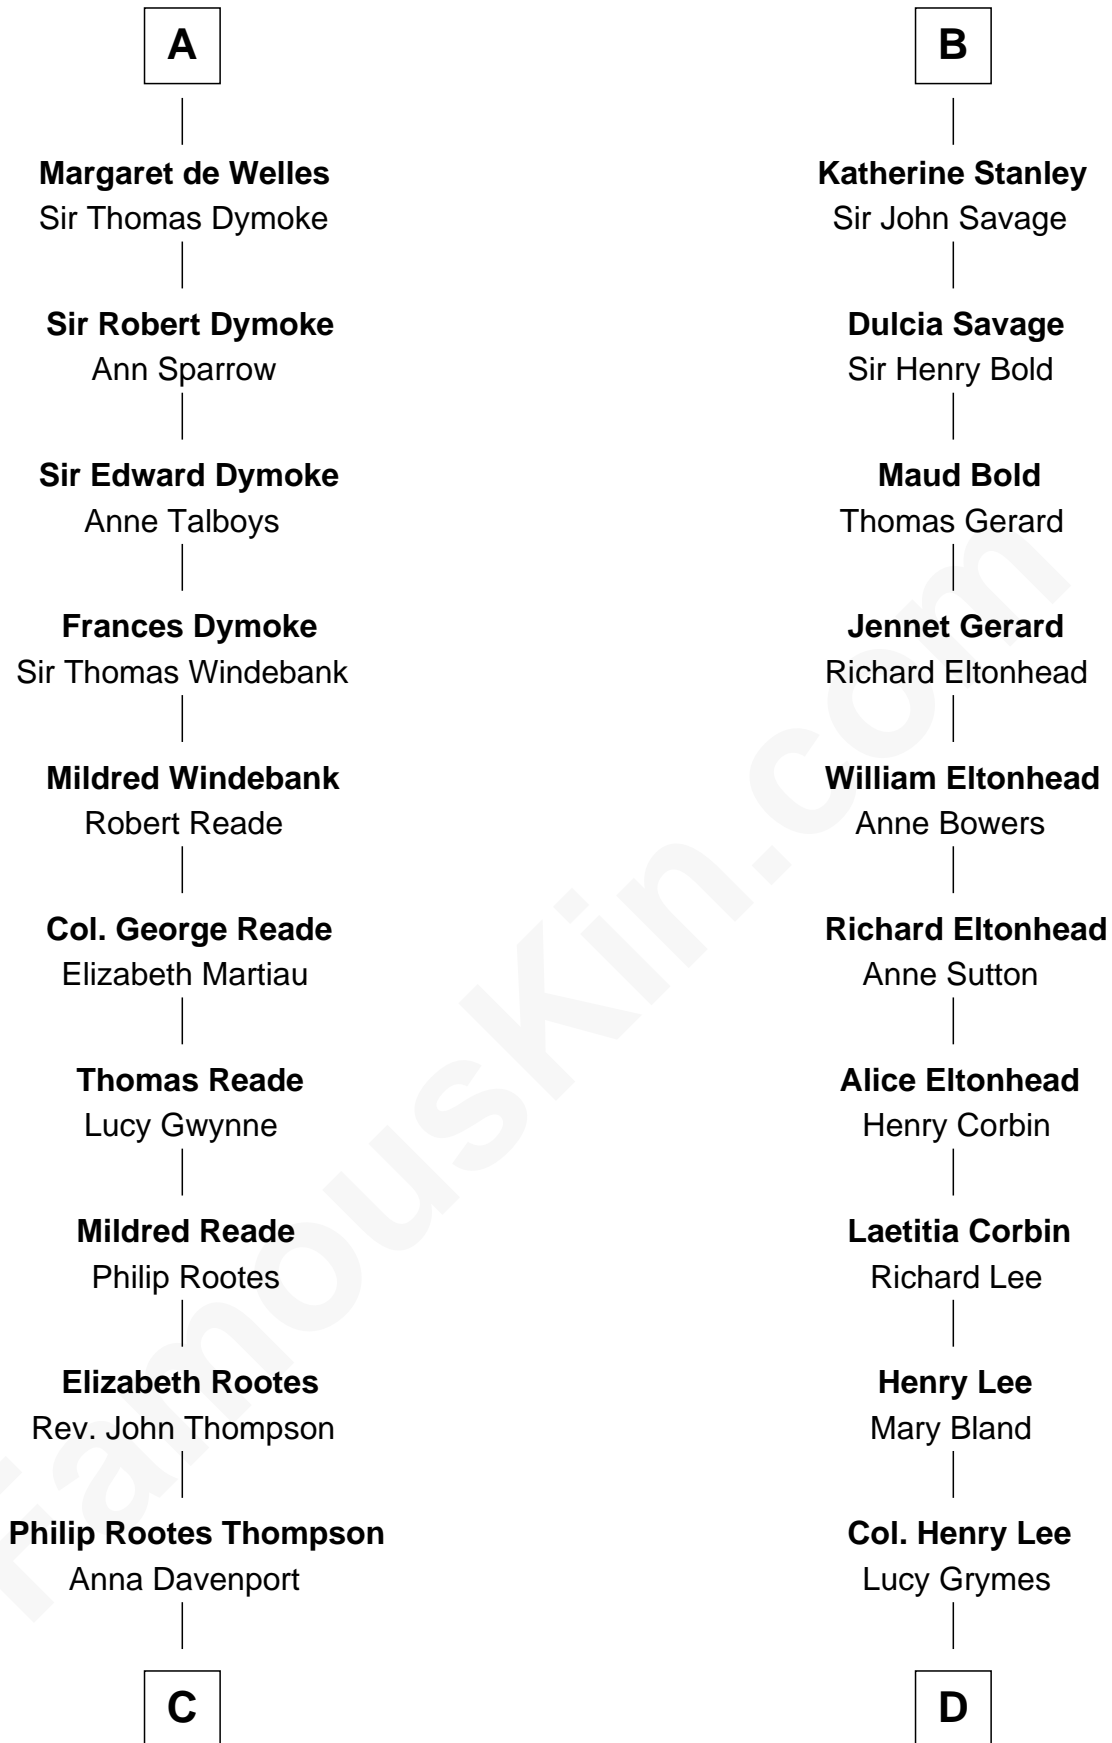 A
Margaret de Welles
Sir Thomas Dymoke
Sir Robert Dymoke
Ann Sparrow
Sir Edward Dymoke
Anne Talboys
Frances Dymoke
Sir Thomas Windebank
Mildred Windebank
Robert Reade
Col. George Reade
Elizabeth Martiau
Thomas Reade
Lucy Gwynne
Mildred Reade
Philip Rootes
Elizabeth Rootes
Rev. John Thompson
Philip Rootes Thompson
Anna Davenport
C
B
Katherine Stanley
Sir John Savage
Dulcia Savage
Sir Henry Bold
Maud Bold
Thomas Gerard
Jennet Gerard
Richard Eltonhead
William Eltonhead
Anne Bowers
Richard Eltonhead
Anne Sutton
Alice Eltonhead
Henry Corbin
Laetitia Corbin
Richard Lee
Henry Lee
Mary Bland
Col. Henry Lee
Lucy Grymes
D
FamousKin.com